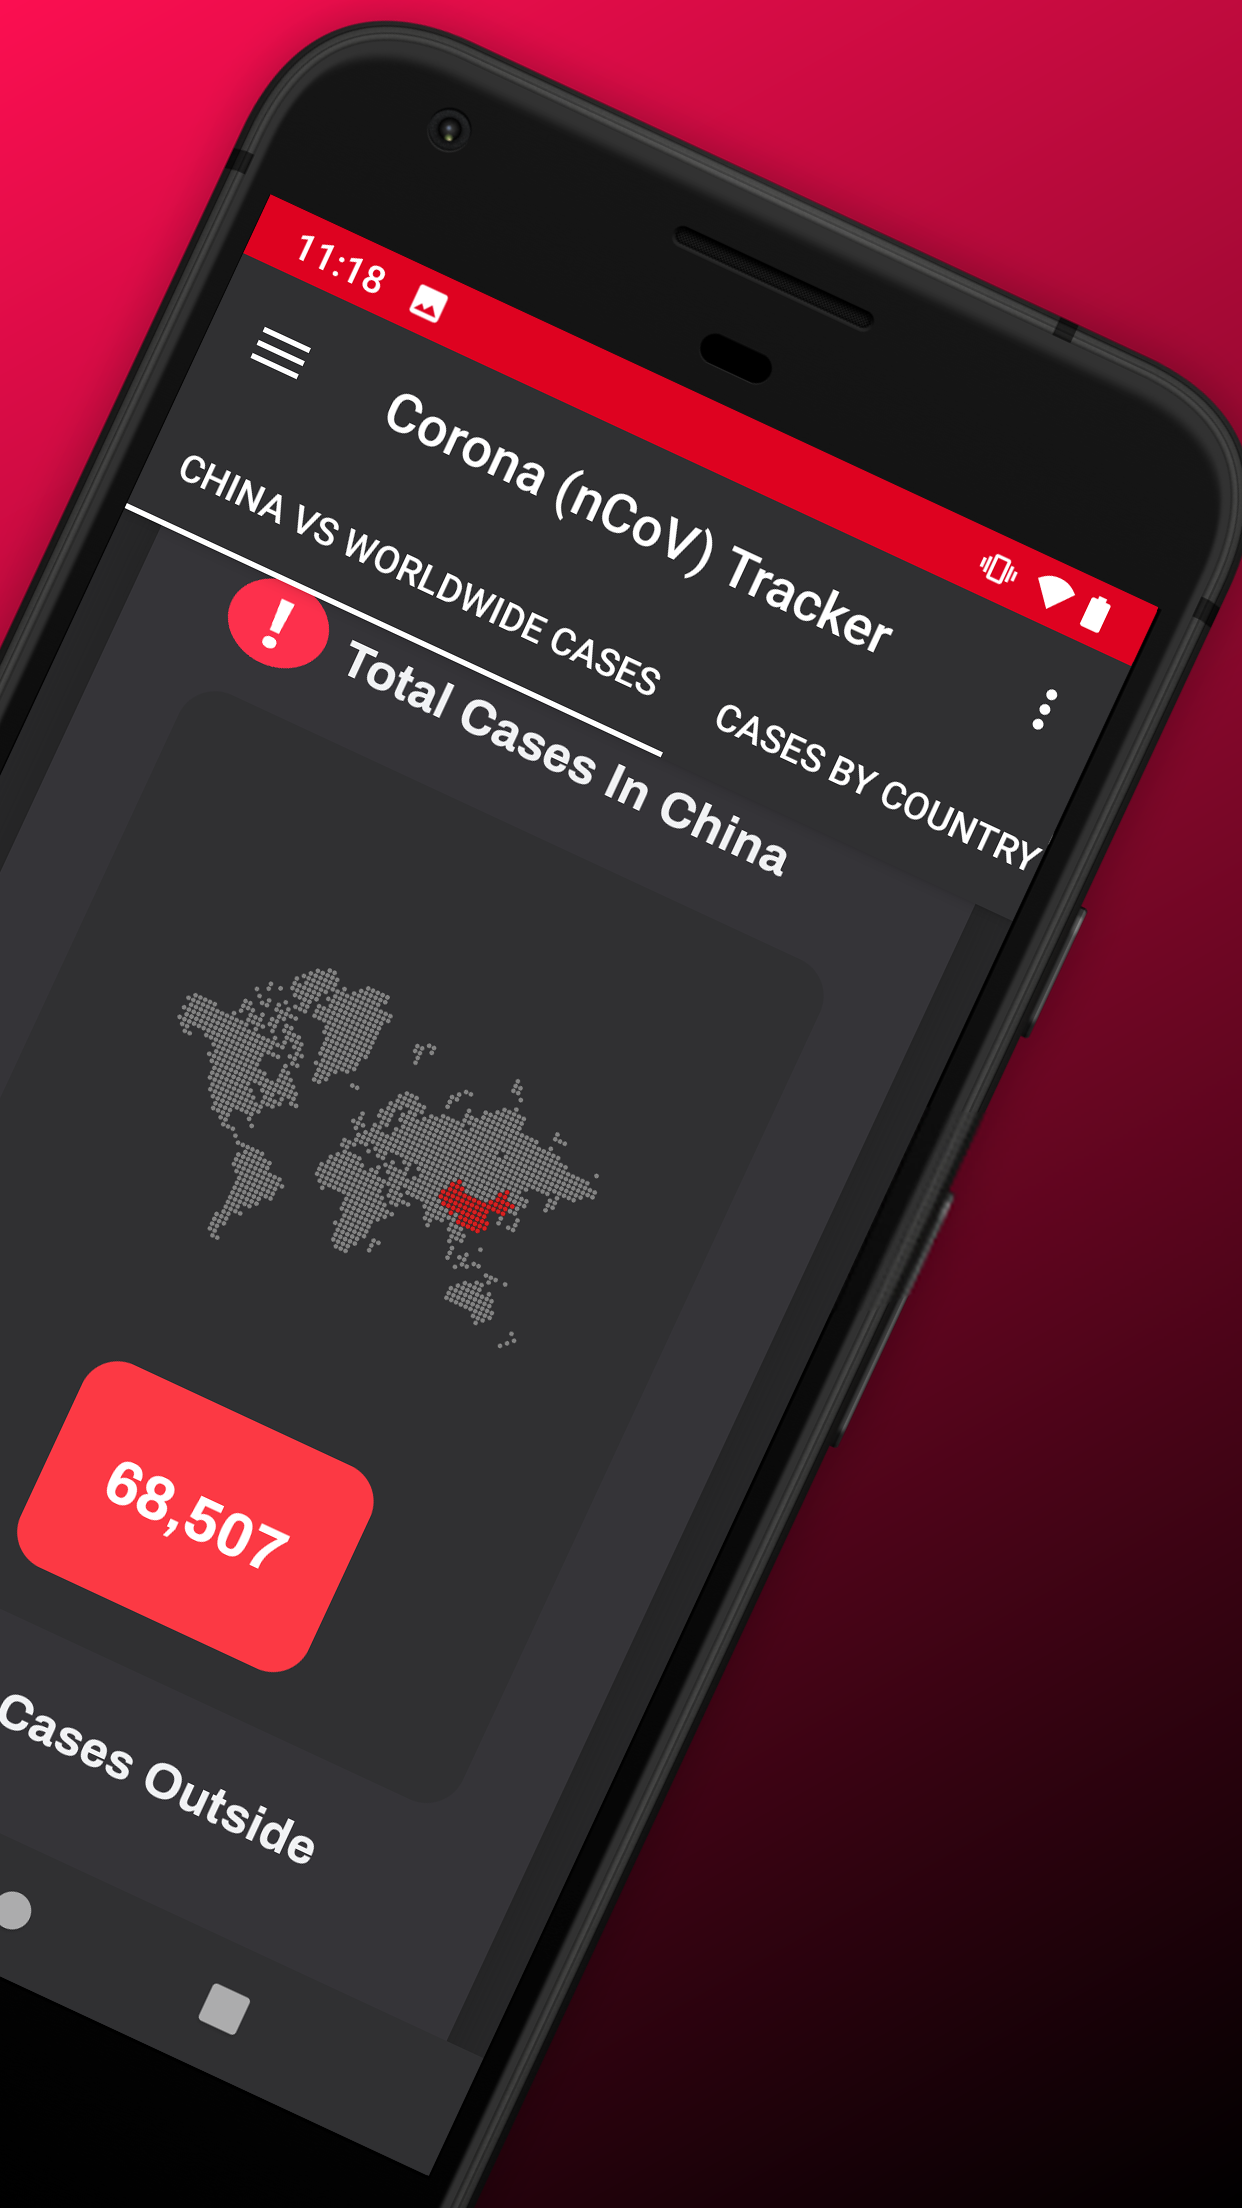 11:18
Corona (nCoV) Tracker
CHINA VS WORLDWIDE CASES
CASES BY COUNTRY
! Total Cases In China
68,507
Cases Outside